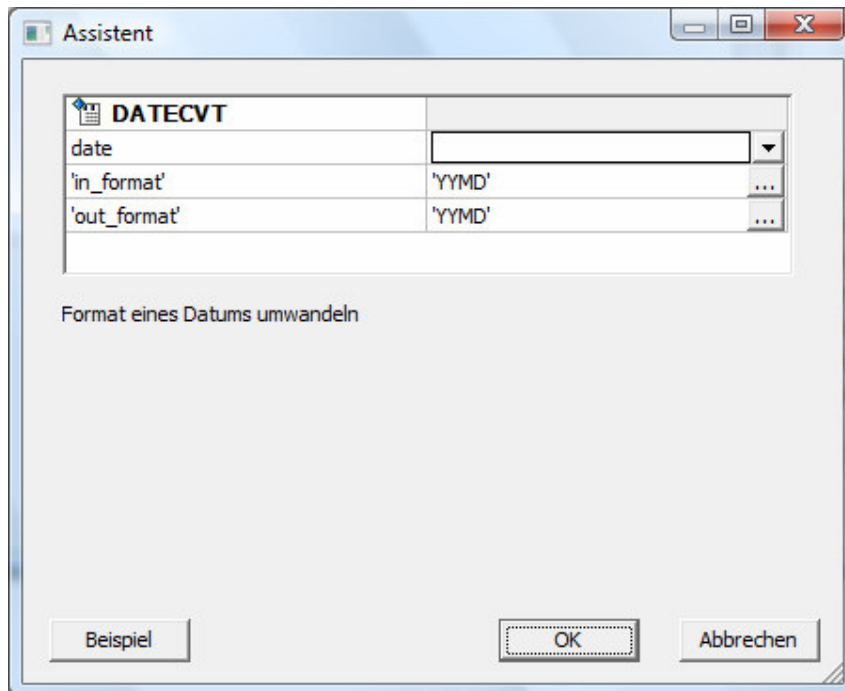 Assistent
DATECVT
date
'in_format' 'YYMD' ...
'out_format' 'YYMD' ...
Format eines Datums umwandeln
Beispiel OK Abbrechen